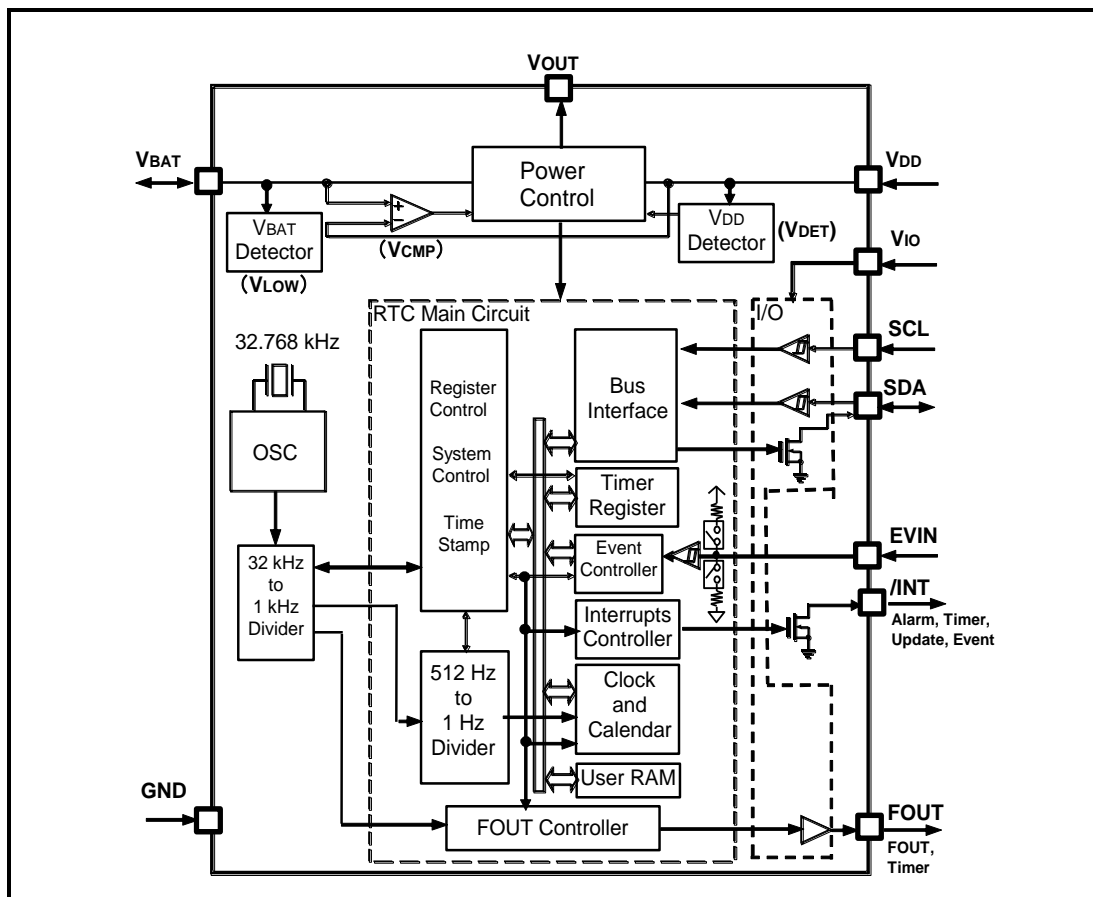 VOUT
VBAT
VDD
Power
Control
+
−
VBAT
Detector
(VLOW)
(VCMP)
VDD
Detector
(VDET)
VIO
RTC Main Circuit
I/O
SCL
32.768 kHz
Register
Control
System
Control
Time
Stamp
Bus
Interface
SDA
OSC
Timer
Register
32 kHz
to
1 kHz
Divider
Event
Controller
EVIN
/INT
Alarm, Timer,
Update, Event
Interrupts
Controller
512 Hz
to
1 Hz
Divider
Clock
and
Calendar
User RAM
GND
FOUT Controller
FOUT
FOUT,
Timer